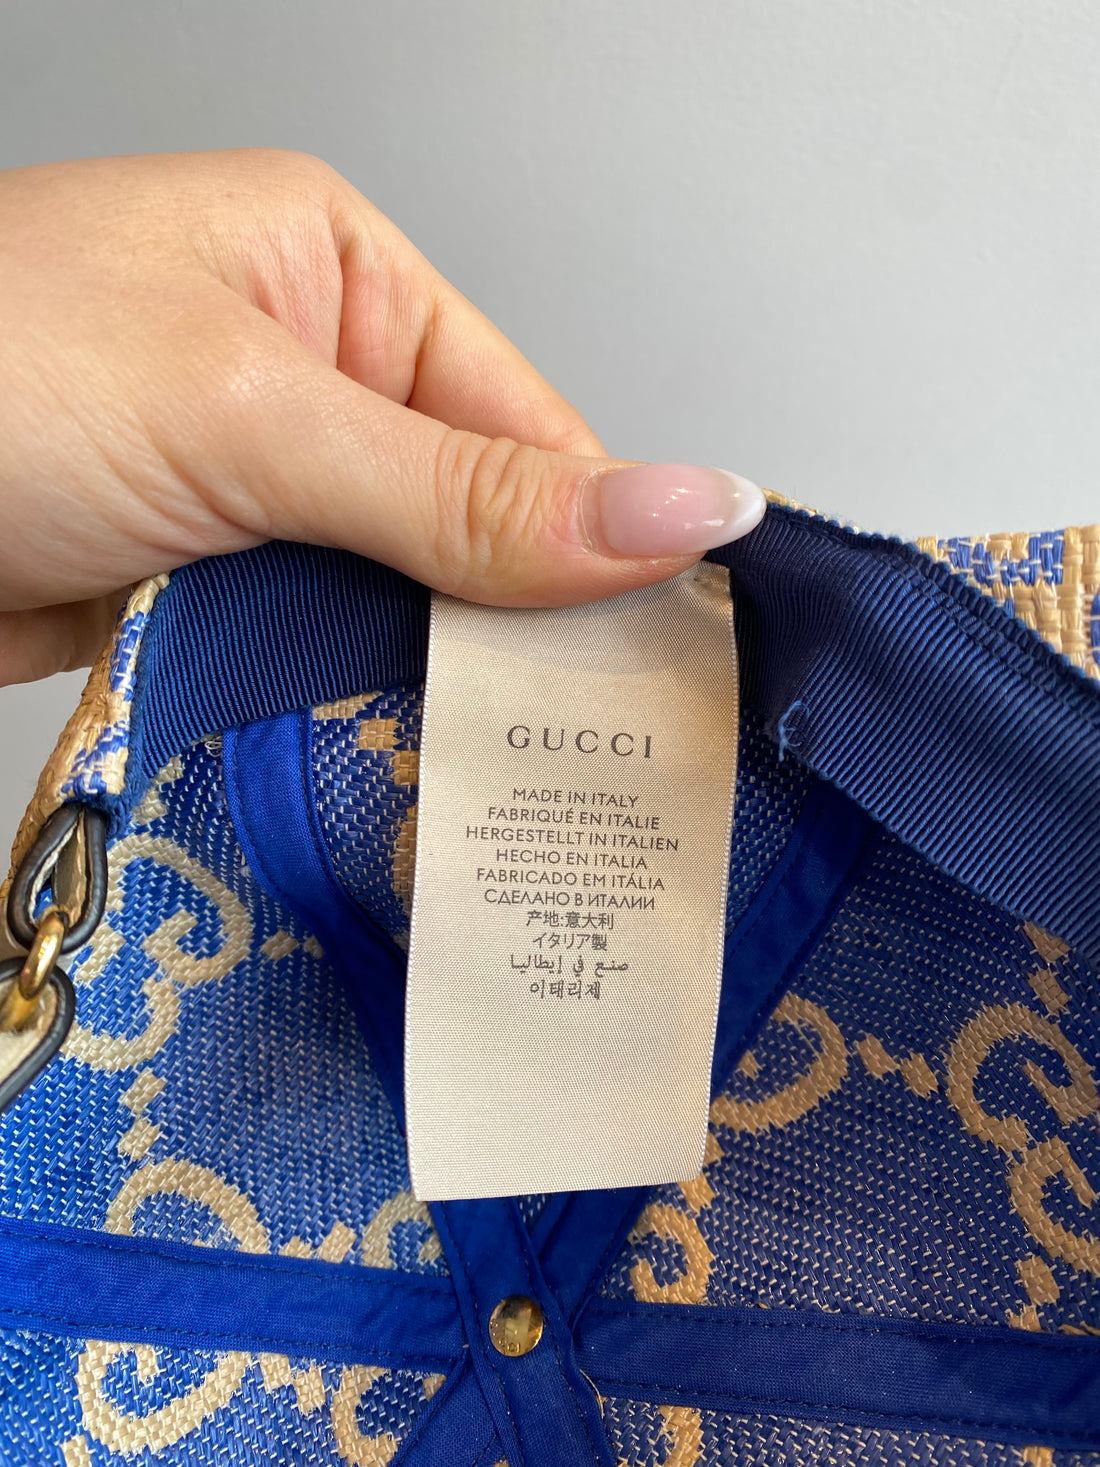 GUCCI
MADE IN ITALY
FABRIQUÉ EN ITALIE
HERGESTELLT IN ITALIEN
HECHO EN ITALIA
FABRICADO EM ITÁLIA
СДЕЛАНО В ИТАЛИИ
产地:意大利
イタリア製
صنع في إيطاليا
이태리제